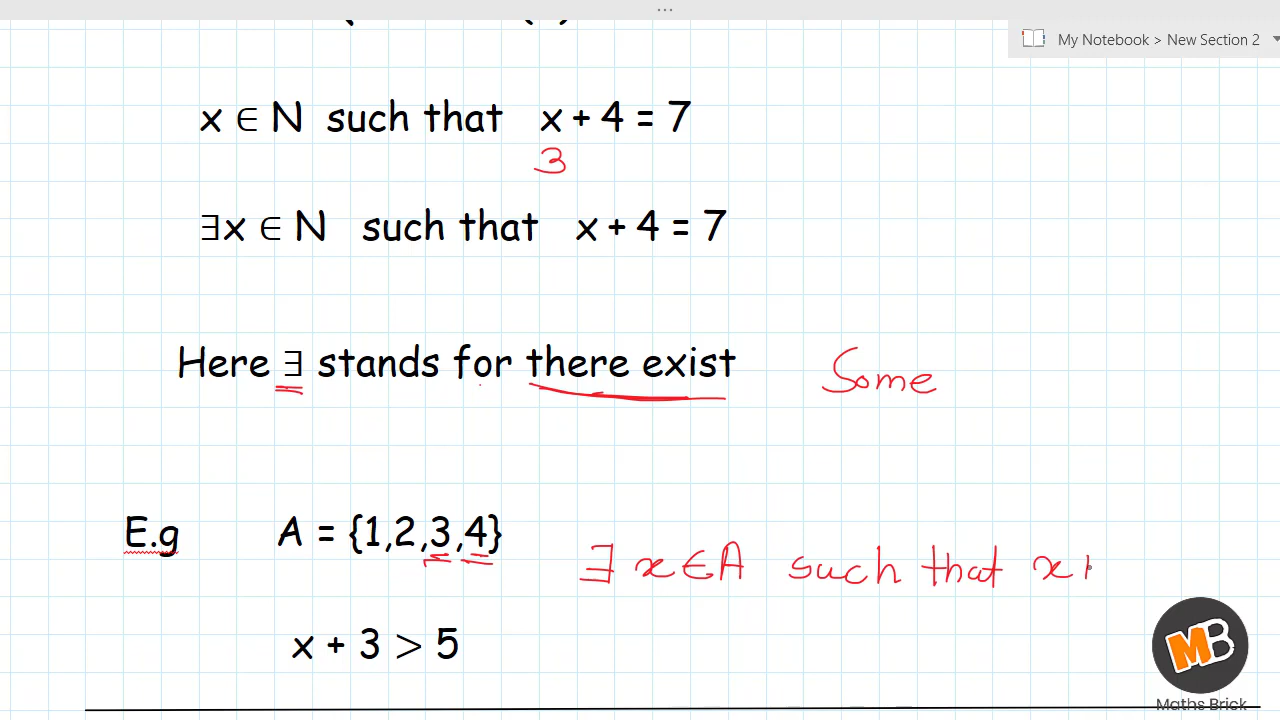 My Notebook > New Section 2
x ∈ N such that x + 4 = 7
3
∃x ∈ N such that x + 4 = 7
Here ∃ stands for there exist Some
E.g A = {1,2,3,4}
∃ x ∈ A such that x
x + 3 > 5
MB
Maths Brick